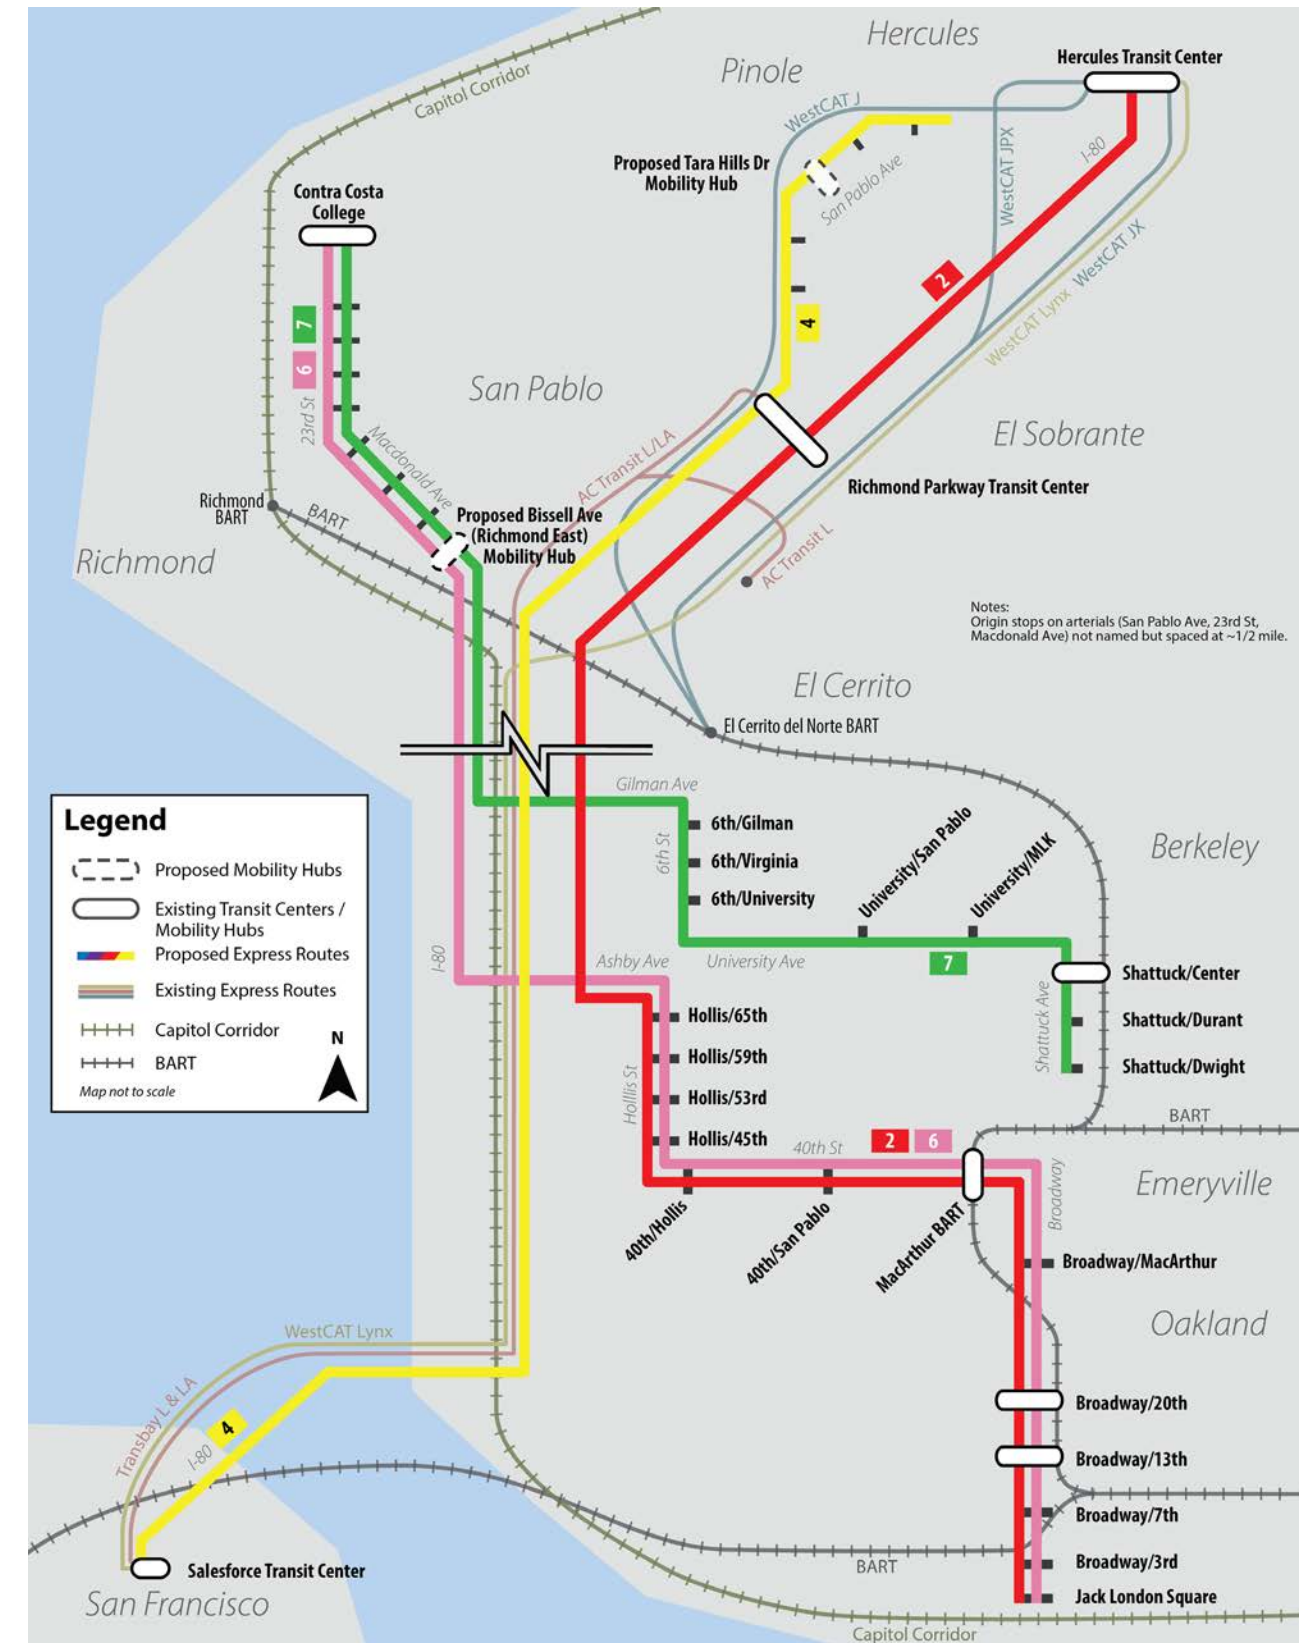 Hercules
Pinole
Hercules Transit Center
Capitol Corridor
WestCAT J
WestCAT JPX
I-80
Proposed Tara Hills Dr
Mobility Hub
San Pablo Ave
Contra Costa
College
WestCAT JX
WestCAT Lynx
2
4
7
6
23rd St
San Pablo
Macdonald Ave
El Sobrante
AC Transit L/LA
Richmond Parkway Transit Center
Richmond
BART
BART
Proposed Bissell Ave
(Richmond East)
Mobility Hub
Richmond
AC Transit L
Notes:
Origin stops on arterials (San Pablo Ave, 23rd St,
Macdonald Ave) not named but spaced at ~1/2 mile.
El Cerrito
El Cerrito del Norte BART
Gilman Ave
6th St
6th/Gilman
6th/Virginia
6th/University
University/San Pablo
University/MLK
Berkeley
Legend
Proposed Mobility Hubs
Existing Transit Centers /
Mobility Hubs
Proposed Express Routes
Existing Express Routes
Capitol Corridor
BART
Map not to scale
N
I-80
Ashby Ave
University Ave
7
Shattuck Ave
Shattuck/Center
Shattuck/Durant
Shattuck/Dwight
Hollis/65th
Hollis/59th
Hollis/53rd
Hollis/45th
Holllis St
40th St
2
6
BART
Broadway
Emeryville
40th/Hollis
40th/San Pablo
MacArthur BART
Broadway/MacArthur
Oakland
WestCAT Lynx
Transbay L & LA
I-80
4
Broadway/20th
Broadway/13th
Broadway/7th
Broadway/3rd
Jack London Square
BART
Salesforce Transit Center
San Francisco
Capitol Corridor